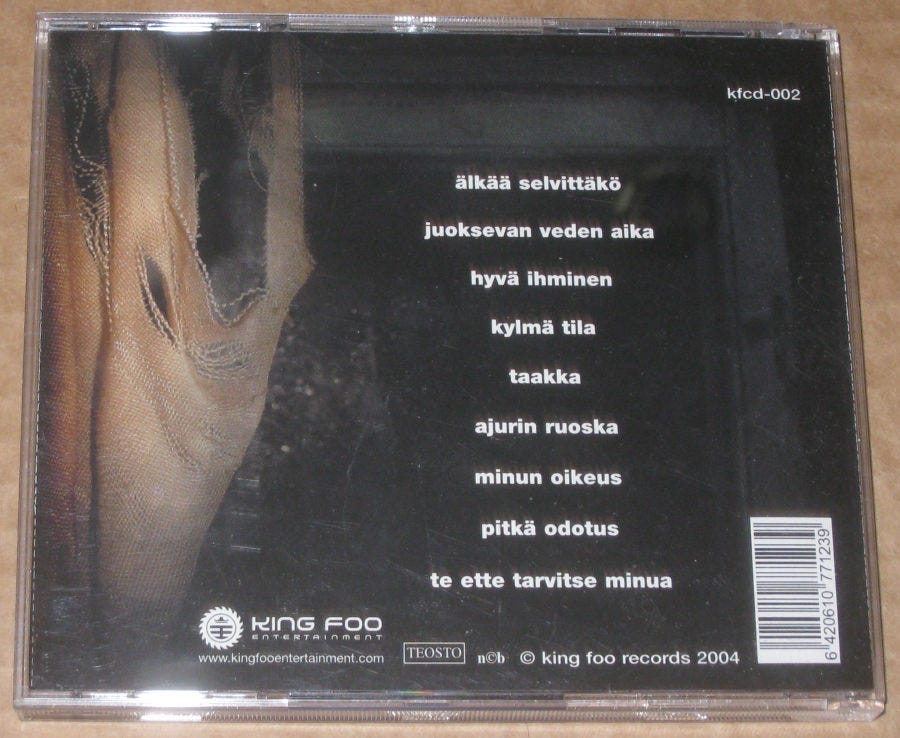 kfcd-002
älkää selvittäkö
juoksevan veden aika
hyvä ihminen
kylmä tila
taakka
ajurin ruoska
minun oikeus
pitkä odotus
te ette tarvitse minua
KING FOO
ENTERTAINMENT
www.kingfooentertainment.com
TEOSTO
n©b
© king foo records 2004
6 420610 771239